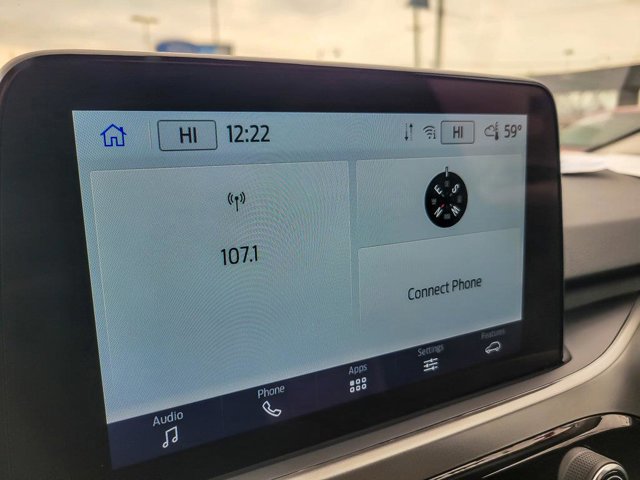 HI 12:22 HI 59°
E S
N W
107.1
Connect Phone
Audio Phone Apps Settings Features